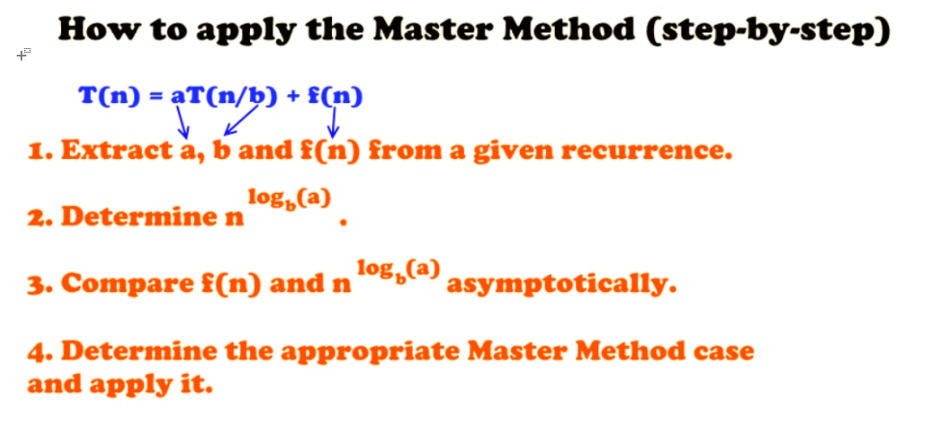 How to apply the Master Method (step-by-step)
T(n) = aT(n/b) + f(n)
1. Extract a, b and f(n) from a given recurrence.
2. Determine n^log_b(a).
3. Compare f(n) and n^log_b(a) asymptotically.
4. Determine the appropriate Master Method case
and apply it.